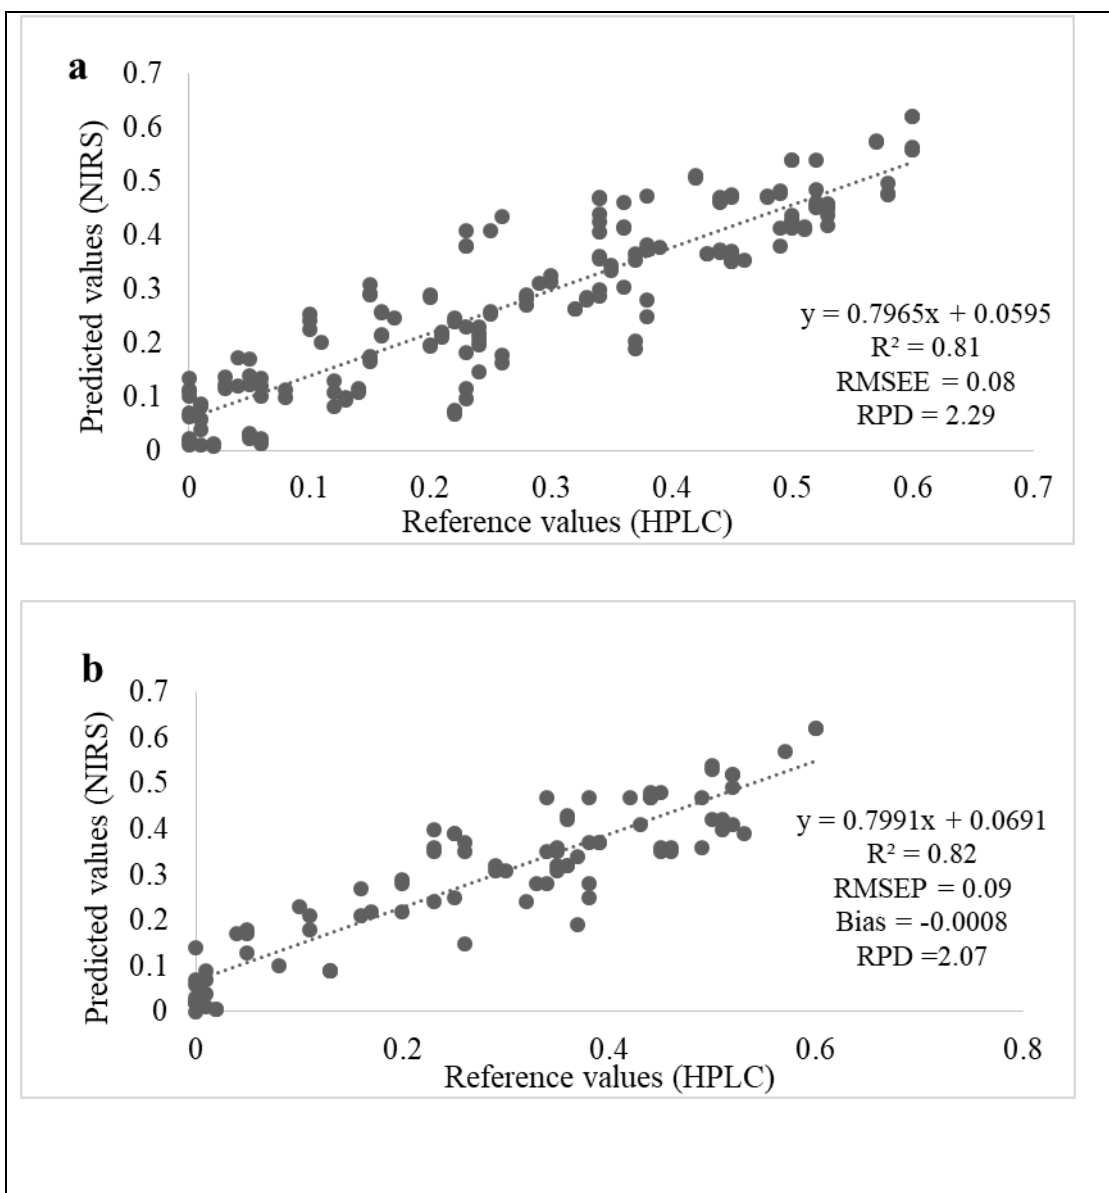 a
Predicted values (NIRS)
0.7
0.6
0.5
0.4
0.3
0.2
0.1
0
y = 0.7965x + 0.0595
R² = 0.81
RMSEE = 0.08
RPD = 2.29
0 0.1 0.2 0.3 0.4 0.5 0.6 0.7
Reference values (HPLC)
b
Predicted values (NIRS)
0.7
0.6
0.5
0.4
0.3
0.2
0.1
0
y = 0.7991x + 0.0691
R² = 0.82
RMSEP = 0.09
Bias = -0.0008
RPD =2.07
0 0.2 0.4 0.6 0.8
Reference values (HPLC)